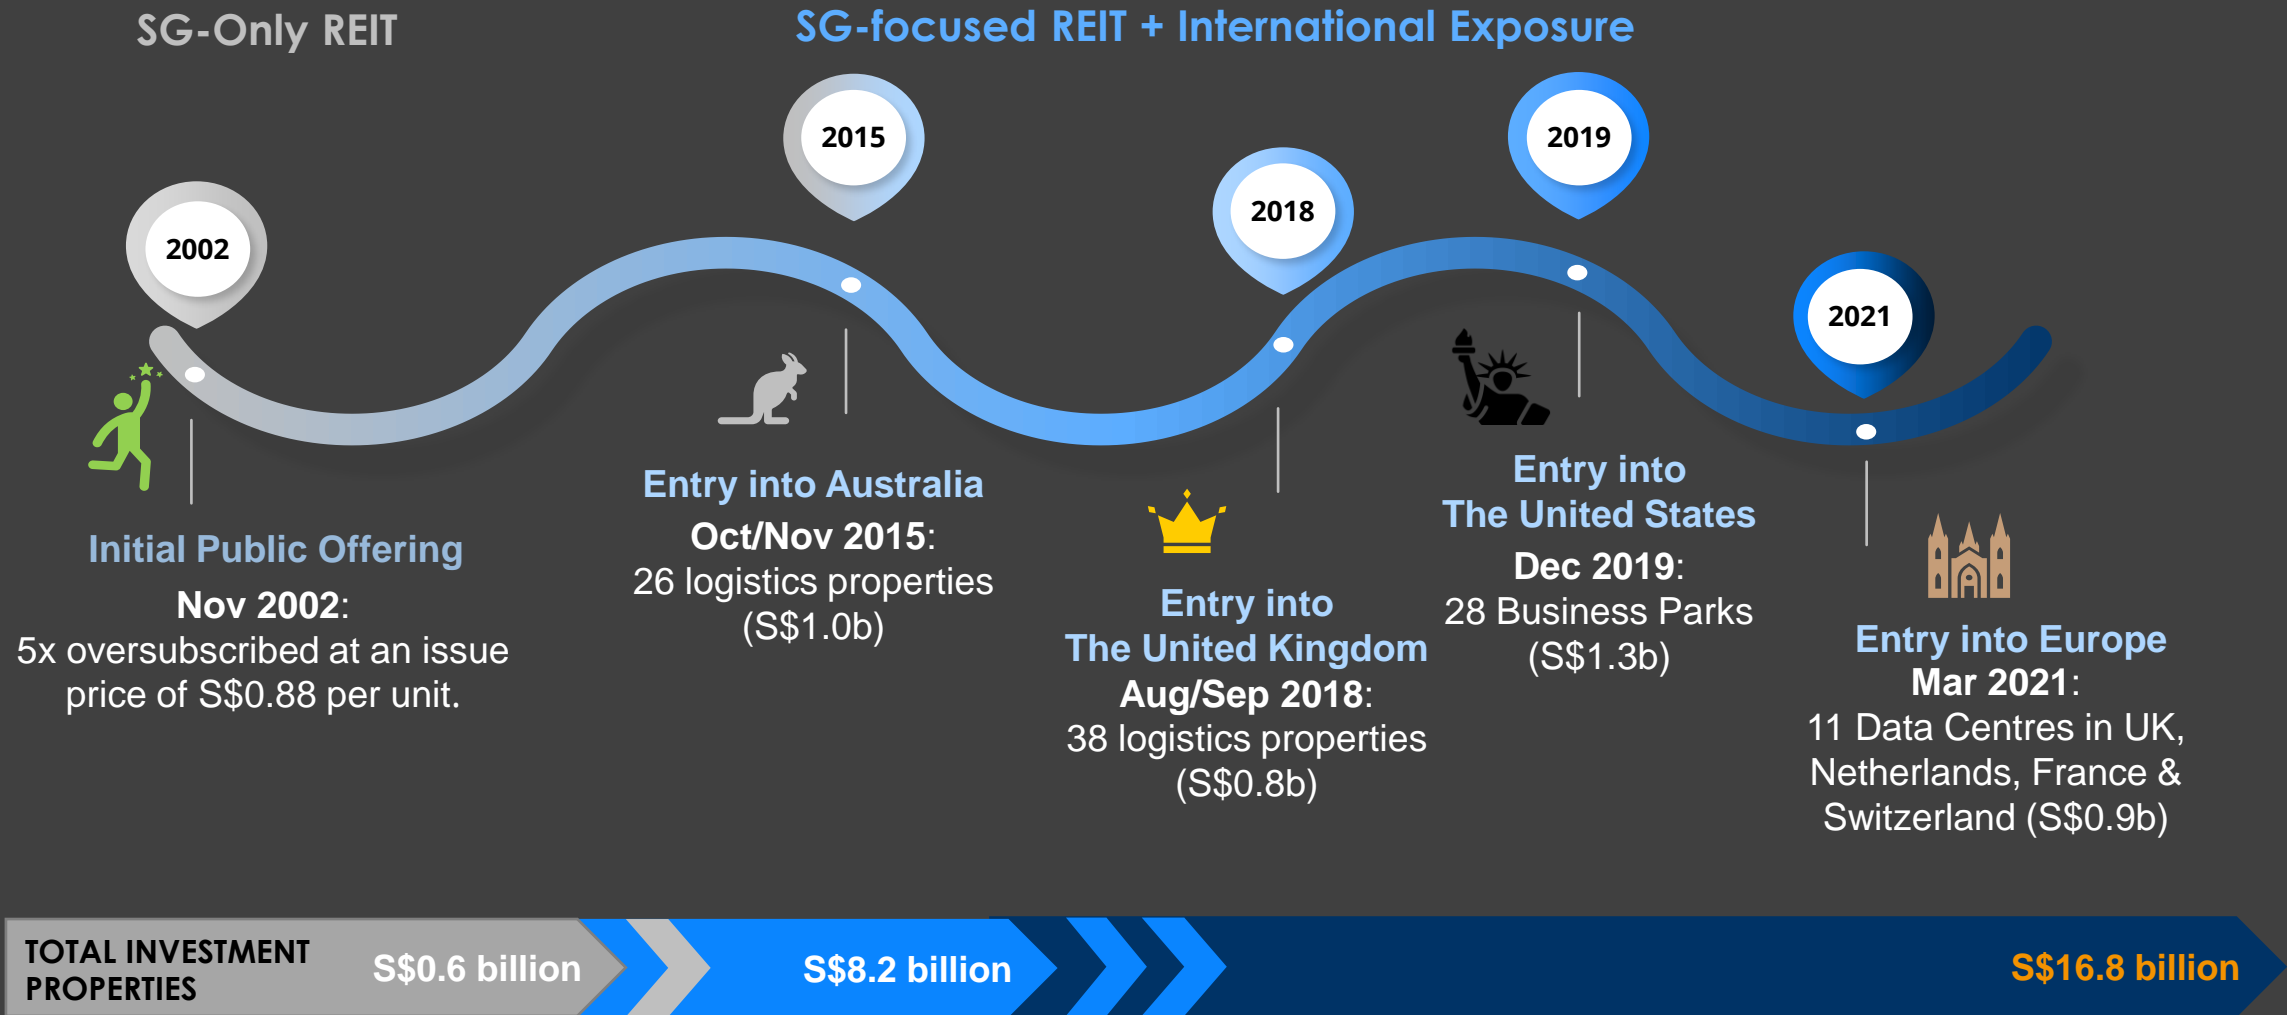 SG-Only REIT
SG-focused REIT + International Exposure
2002
Initial Public Offering
Nov 2002:
5x oversubscribed at an issue
price of S$0.88 per unit.
2015
Entry into Australia
Oct/Nov 2015:
26 logistics properties
(S$1.0b)
2018
Entry into
The United Kingdom
Aug/Sep 2018:
38 logistics properties
(S$0.8b)
2019
Entry into
The United States
Dec 2019:
28 Business Parks
(S$1.3b)
2021
Entry into Europe
Mar 2021:
11 Data Centres in UK,
Netherlands, France &
Switzerland (S$0.9b)
TOTAL INVESTMENT
PROPERTIES
S$0.6 billion
S$8.2 billion
S$16.8 billion